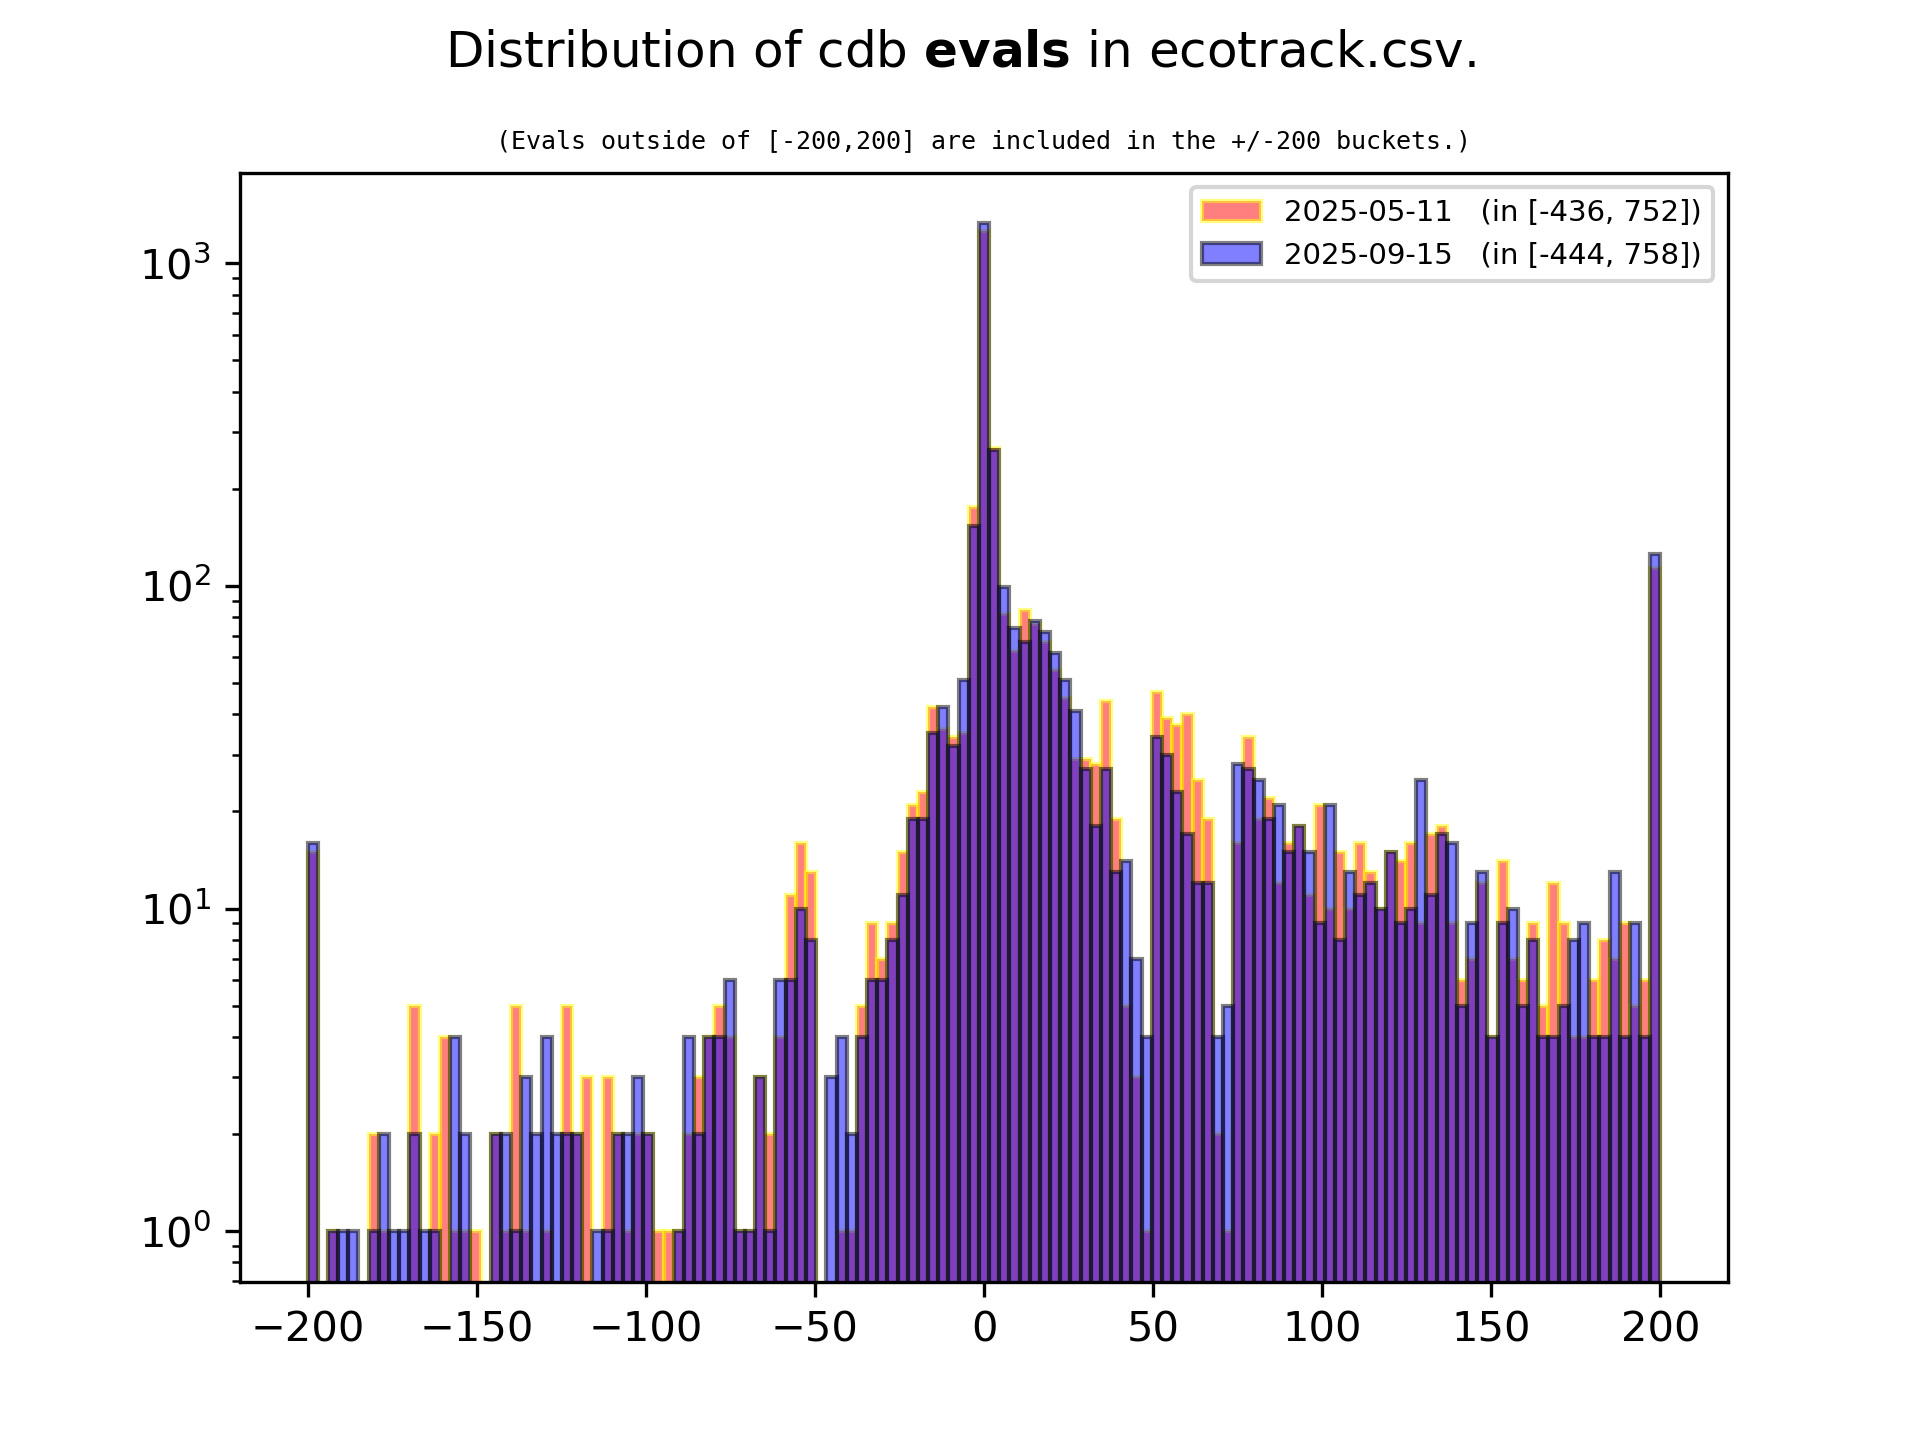 Distribution of cdb evals in ecotrack.csv.
(Evals outside of [-200,200] are included in the +/-200 buckets.)
2025-05-11 (in [-436, 752])
2025-09-15 (in [-444, 758])
10³
10²
10¹
10⁰
−200 −150 −100 −50 0 50 100 150 200